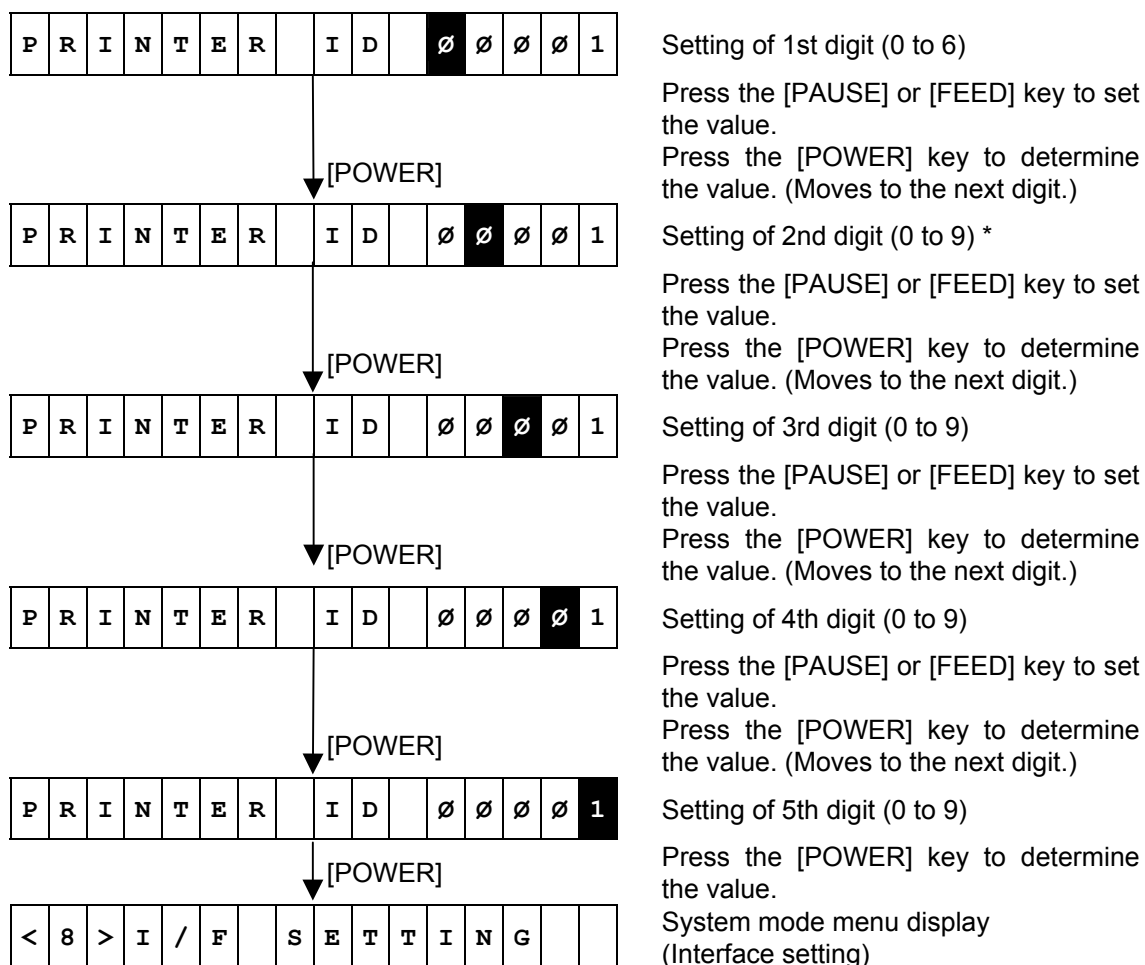 PRINTER ID ØØØØ1
Setting of 1st digit (0 to 6)
Press the [PAUSE] or [FEED] key to set
the value.
Press the [POWER] key to determine
the value. (Moves to the next digit.)
[POWER]
PRINTER ID ØØØØ1
Setting of 2nd digit (0 to 9) *
Press the [PAUSE] or [FEED] key to set
the value.
Press the [POWER] key to determine
the value. (Moves to the next digit.)
[POWER]
PRINTER ID ØØØØ1
Setting of 3rd digit (0 to 9)
Press the [PAUSE] or [FEED] key to set
the value.
Press the [POWER] key to determine
the value. (Moves to the next digit.)
[POWER]
PRINTER ID ØØØØ1
Setting of 4th digit (0 to 9)
Press the [PAUSE] or [FEED] key to set
the value.
Press the [POWER] key to determine
the value. (Moves to the next digit.)
[POWER]
PRINTER ID ØØØØ1
Setting of 5th digit (0 to 9)
Press the [POWER] key to determine
the value.
[POWER]
<8>I/F SETTING
System mode menu display
(Interface setting)